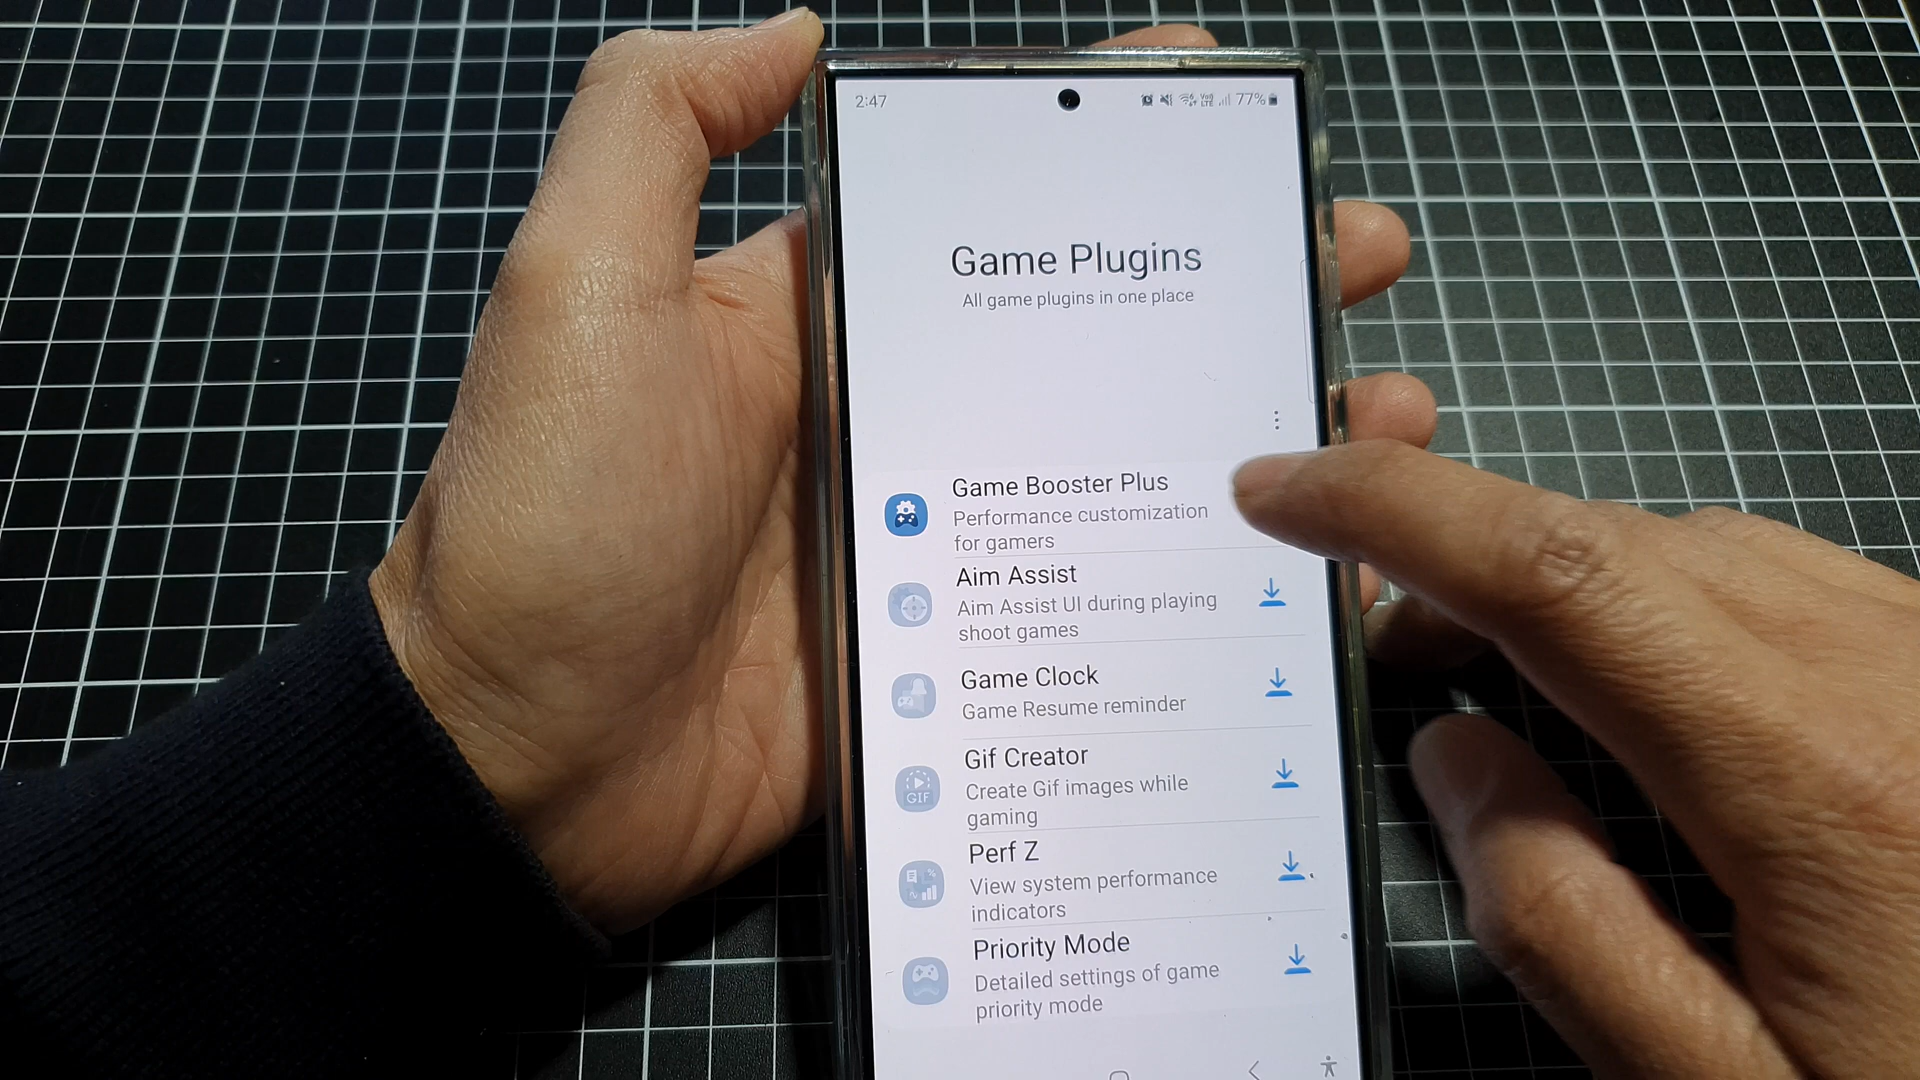 2:47
77%
Game Plugins
All game plugins in one place
Game Booster Plus
Performance customization
for gamers
Aim Assist
Aim Assist UI during playing
shoot games
Game Clock
Game Resume reminder
Gif Creator
Create Gif images while
gaming
GIF
Perf Z
View system performance
indicators
Priority Mode
Detailed settings of game
priority mode